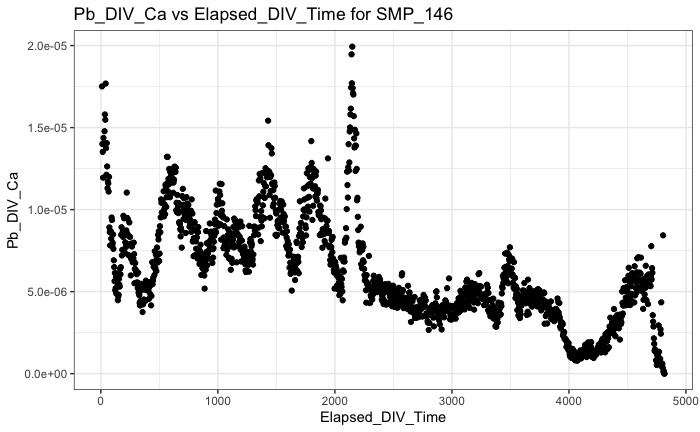 Pb_DIV_Ca vs Elapsed_DIV_Time for SMP_146
Pb_DIV_Ca
2.0e-05
1.5e-05
1.0e-05
5.0e-06
0.0e+00
0 1000 2000 3000 4000 5000
Elapsed_DIV_Time